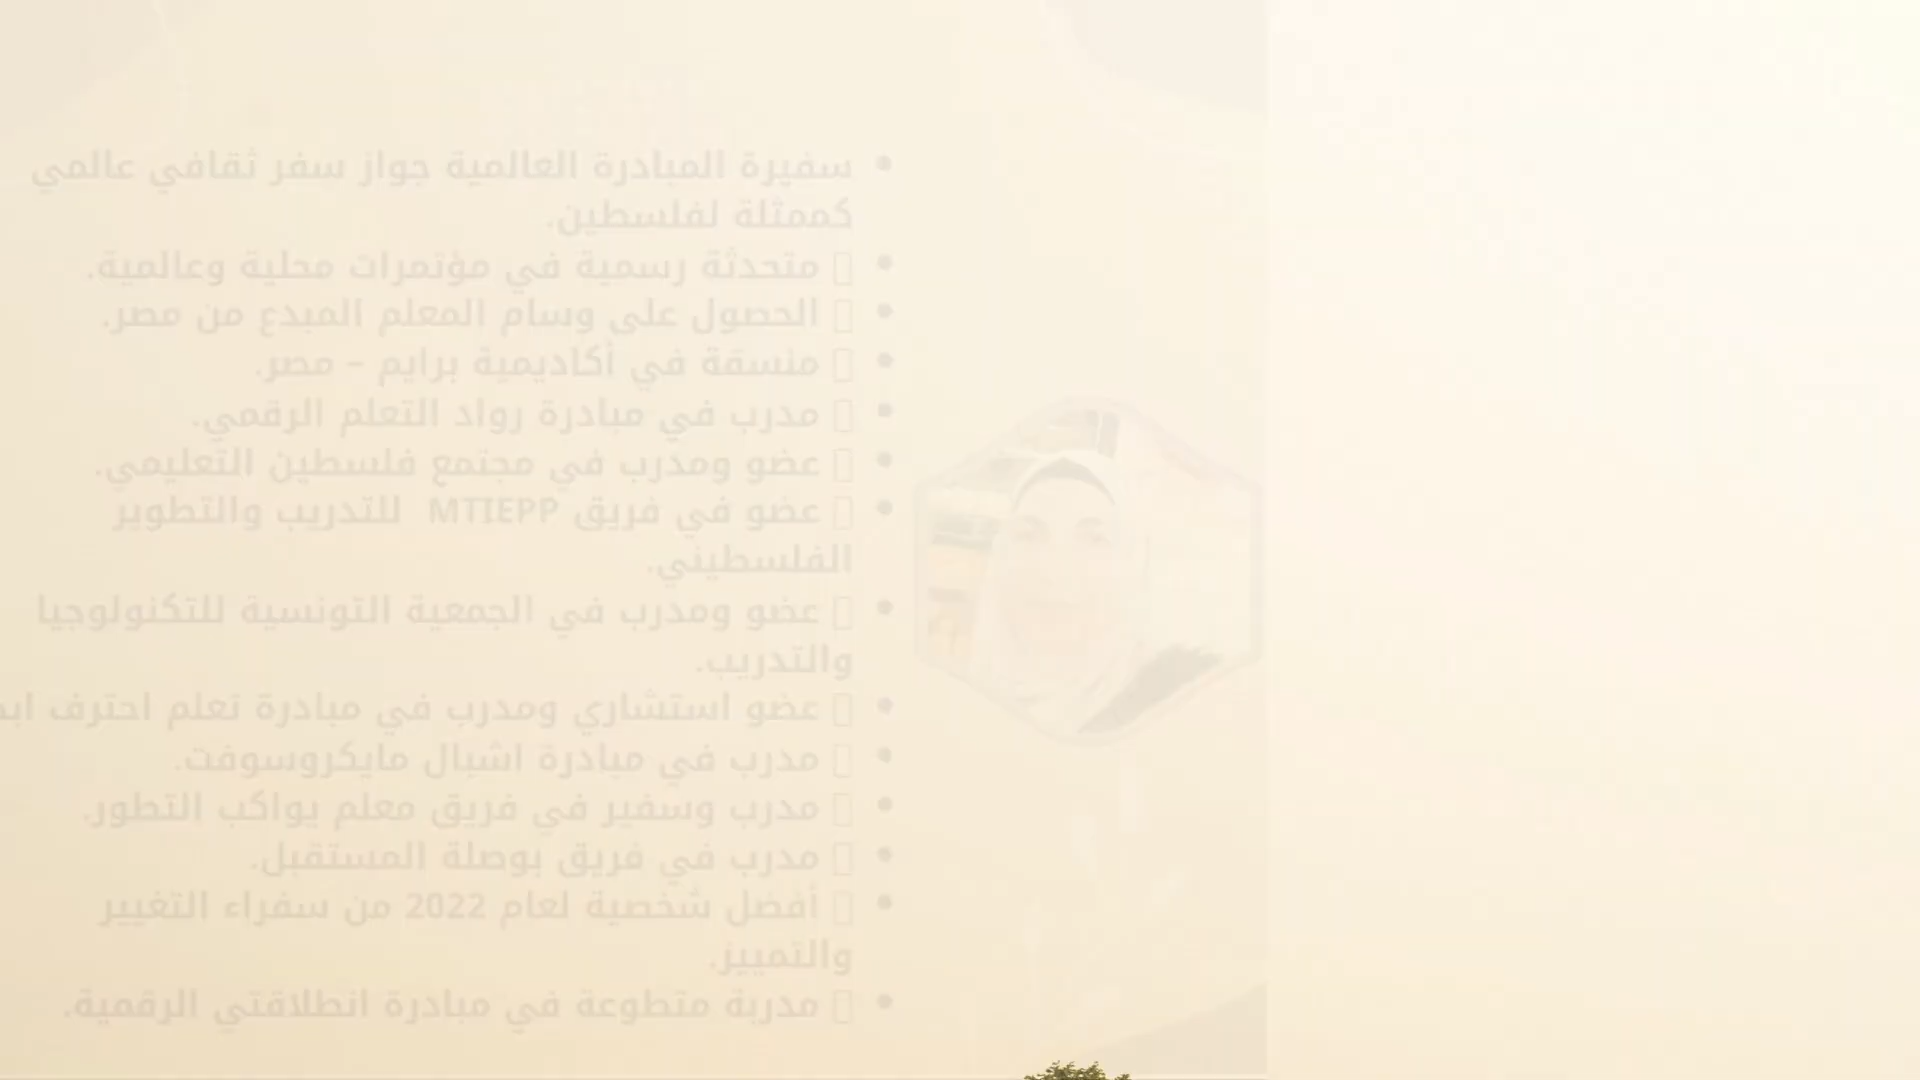 • سفيرة المبادرة العالمية جواز سفر ثقافي عالمي
كممثلة لفلسطين.
• متحدثة رسمية في مؤتمرات محلية وعالمية.
• الحصول على وسام المعلم المبدع من مصر.
• منسقة في أكاديمية برايم – مصر.
• مدرب في مبادرة رواد التعلم الرقمي.
• عضو ومدرب في مجتمع فلسطين التعليمي.
• عضو في فريق MTIEPP للتدريب والتطوير
الفلسطيني.
• عضو ومدرب في الجمعية التونسية للتكنولوجيا
والتدريب.
• عضو استشاري ومدرب في مبادرة تعلم احترف
• مدرب في مبادرة اشبال مايكروسوفت.
• مدرب وسفير في فريق معلم يواكب التطور.
• مدرب في فريق بوصلة المستقبل.
• أفضل شخصية لعام 2022 من سفراء التغيير
والتمييز.
• مدربة متطوعة في مبادرة انطلاقتي الرقمية.